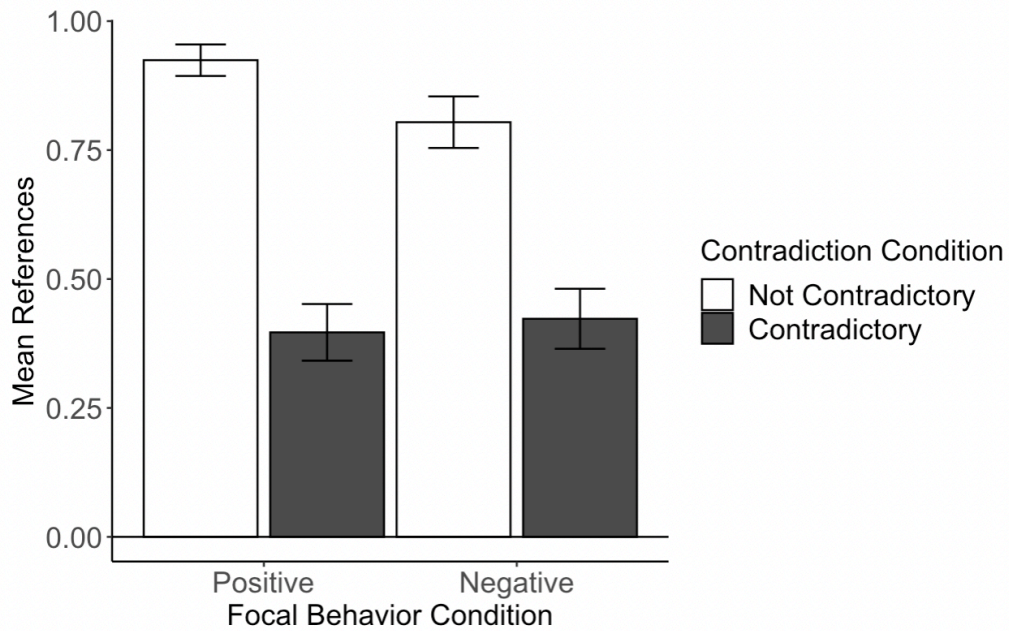 1.00
0.75
0.50
0.25
0.00
Mean References
Positive
Negative
Focal Behavior Condition
Contradiction Condition
Not Contradictory
Contradictory